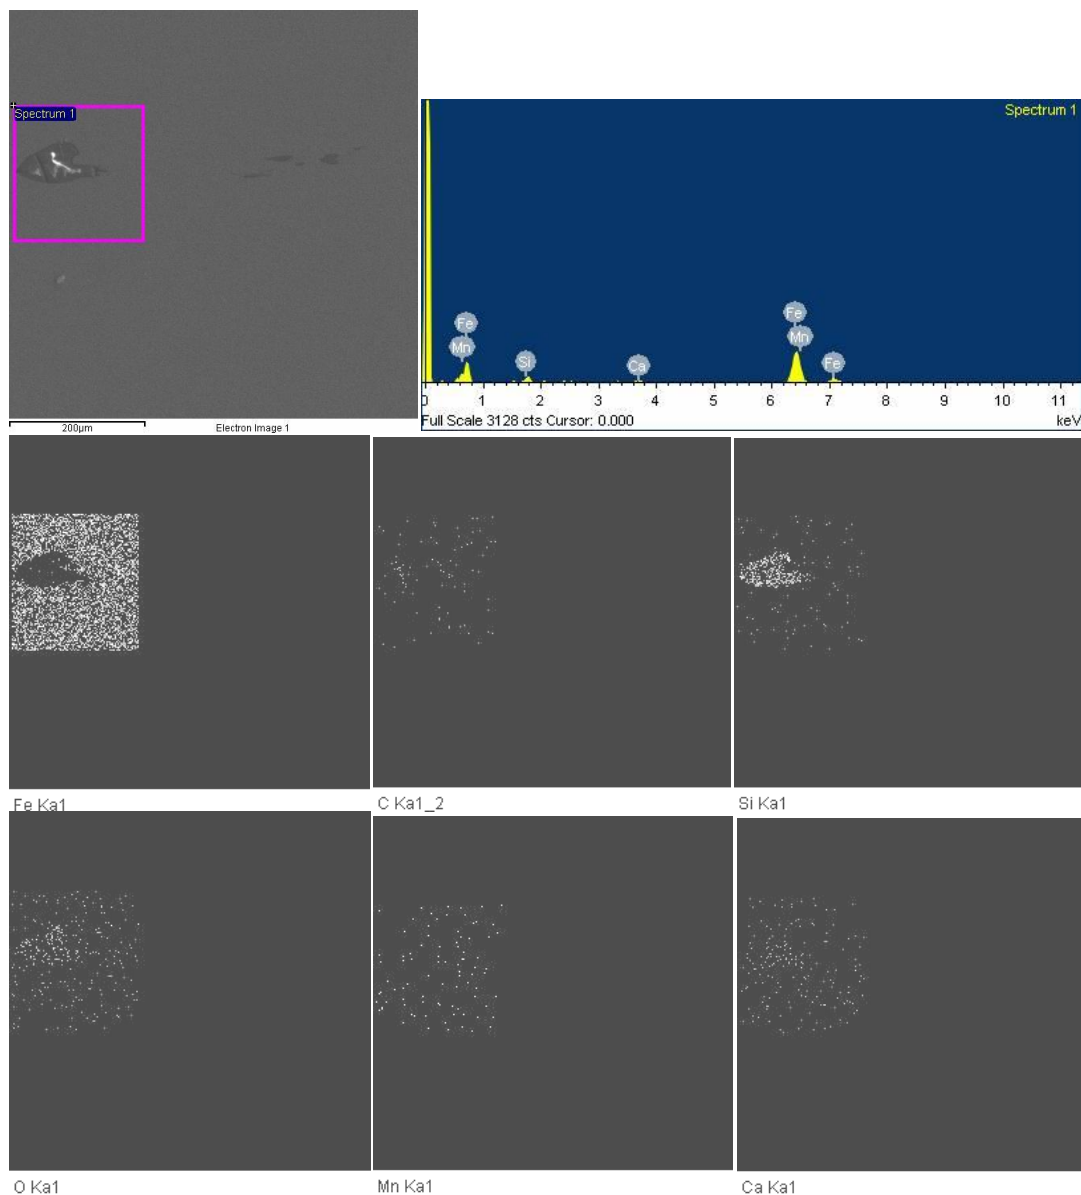 Spectrum 1
Spectrum 1
Fe
Mn
Si
Ca
Fe
Mn
Fe
0 1 2 3 4 5 6 7 8 9 10 11
Full Scale 3128 cts Cursor: 0.000 keV
200µm Electron Image 1
Fe Ka1
C Ka1_2
Si Ka1
O Ka1
Mn Ka1
Ca Ka1